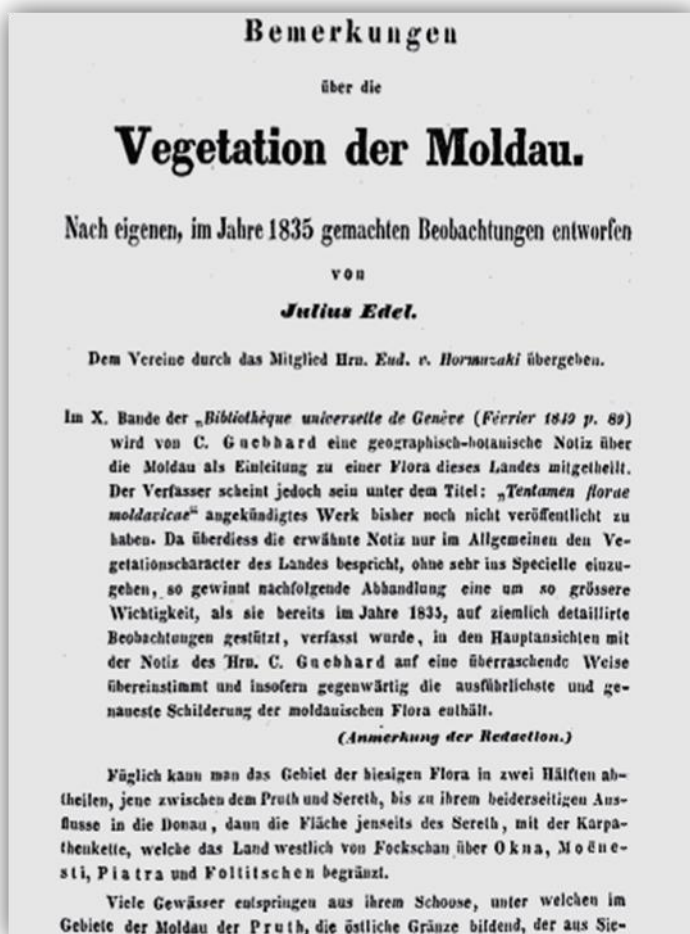 Bemerkungen
über die
Vegetation der Moldau.
Nach eigenen, im Jahre 1835 gemachten Beobachtungen entworfen
von
Julius Edel.
Dem Vereine durch das Mitglied Hrn. Eud. v. Hormuzaki übergeben.
Im X. Bande der „Bibliothèque universelle de Genève (Février 1849 p. 89)
wird von C. Guebhard eine geographisch-botanische Notiz über
die Moldau als Einleitung zu einer Flora dieses Landes mitgetheilt.
Der Verfasser scheint jedoch sein unter dem Titel: „Tentamen florae
moldavicae“ angekündigtes Werk bisher noch nicht veröffentlicht zu
haben. Da überdiess die erwähnte Notiz nur im Allgemeinen den Ve-
getationscharacter des Landes bespricht, ohne sehr ins Specielle einzu-
gehen, so gewinnt nachfolgende Abhandlung eine um so grössere
Wichtigkeit, als sie bereits im Jahre 1835, auf ziemlich detaillirte
Beobachtungen gestützt, verfasst wurde, in den Hauptansichten mit
der Notiz des Hrn. C. Guebhard auf eine überraschende Weise
übereinstimmt und insofern gegenwärtig die ausführlichste und ge-
naueste Schilderung der moldauischen Flora enthält.
(Anmerkung der Redaction.)
Füglich kann man das Gebiet der hiesigen Flora in zwei Hälften ab-
theilen, jene zwischen dem Pruth und Sereth, bis zu ihrem beiderseitigen Aus-
flusse in die Donau, dann die Fläche jenseits des Sereth, mit der Karpa-
thenkette, welche das Land westlich von Fockschan über Okna, Moëne-
sti, Piatra und Foltitschen begränzt.
Viele Gewässer entspringen aus ihrem Schoose, unter welchen im
Gebiete der Moldau der Pruth, die östliche Gränze bildend, der aus Sie-